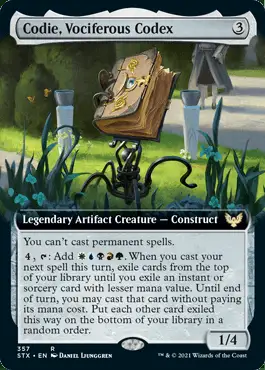 Codie, Vociferous Codex 3
Legendary Artifact Creature — Construct
You can't cast permanent spells.
4, : Add . When you cast your
next spell this turn, exile cards from the top
of your library until you exile an instant or
sorcery card with lesser mana value. Until end
of turn, you may cast that card without paying
its mana cost. Put each other card exiled
this way on the bottom of your library in a
random order.
1/4
357 R
STX • EN Daniel Ljunggren
™ & © 2021 Wizards of the Coast